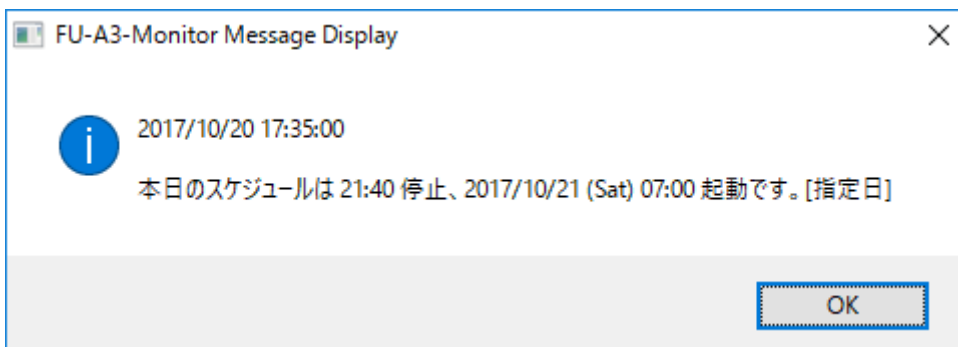 FU-A3-Monitor Message Display
2017/10/20 17:35:00
本日のスケジュールは 21:40 停止、2017/10/21 (Sat) 07:00 起動です。[指定日]
OK